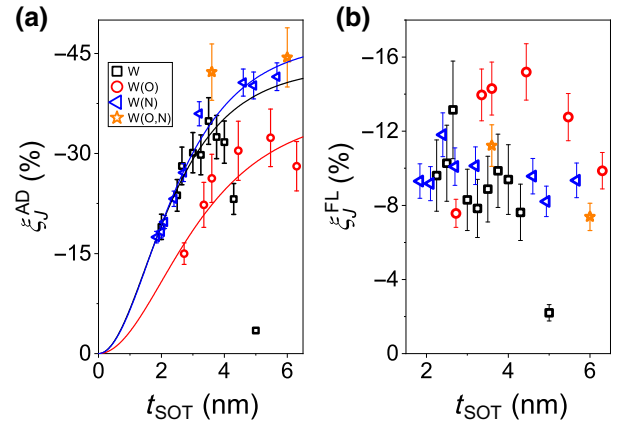 (a)
(b)
-45
-30
-15
0
ξ_J^AD (%)
W
W(O)
W(N)
W(O,N)
0 2 4 6
t_SOT (nm)
-16
-12
-8
-4
0
ξ_J^FL (%)
2 4 6
t_SOT (nm)